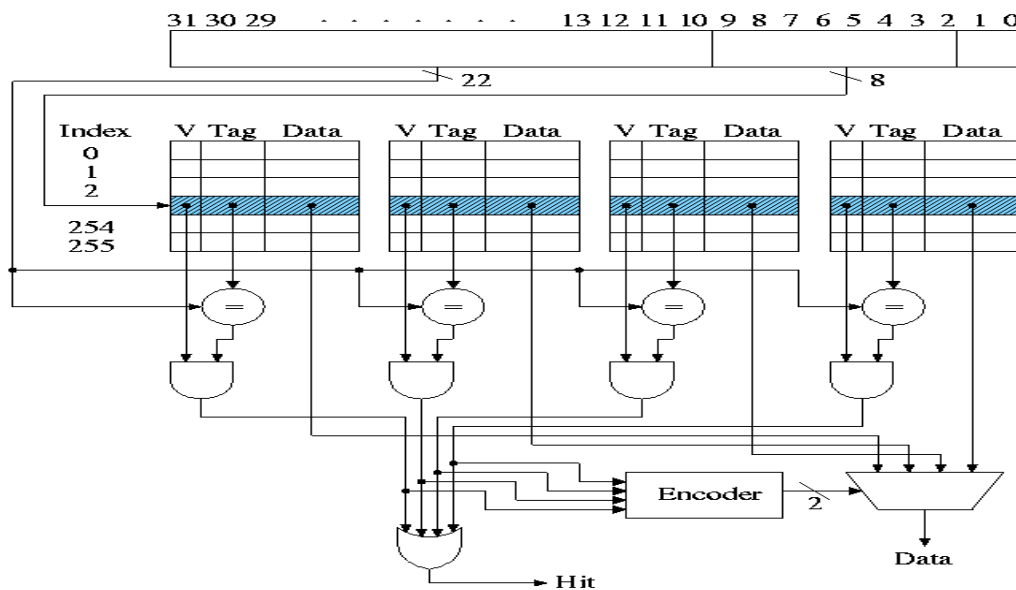 31 30 29 . . . . . . . . 13 12 11 10 9 8 7 6 5 4 3 2 1 0
22 8
Index V Tag Data V Tag Data V Tag Data V Tag Data
0
1
2
254
255
= = = =
Encoder
2
Data
Hit